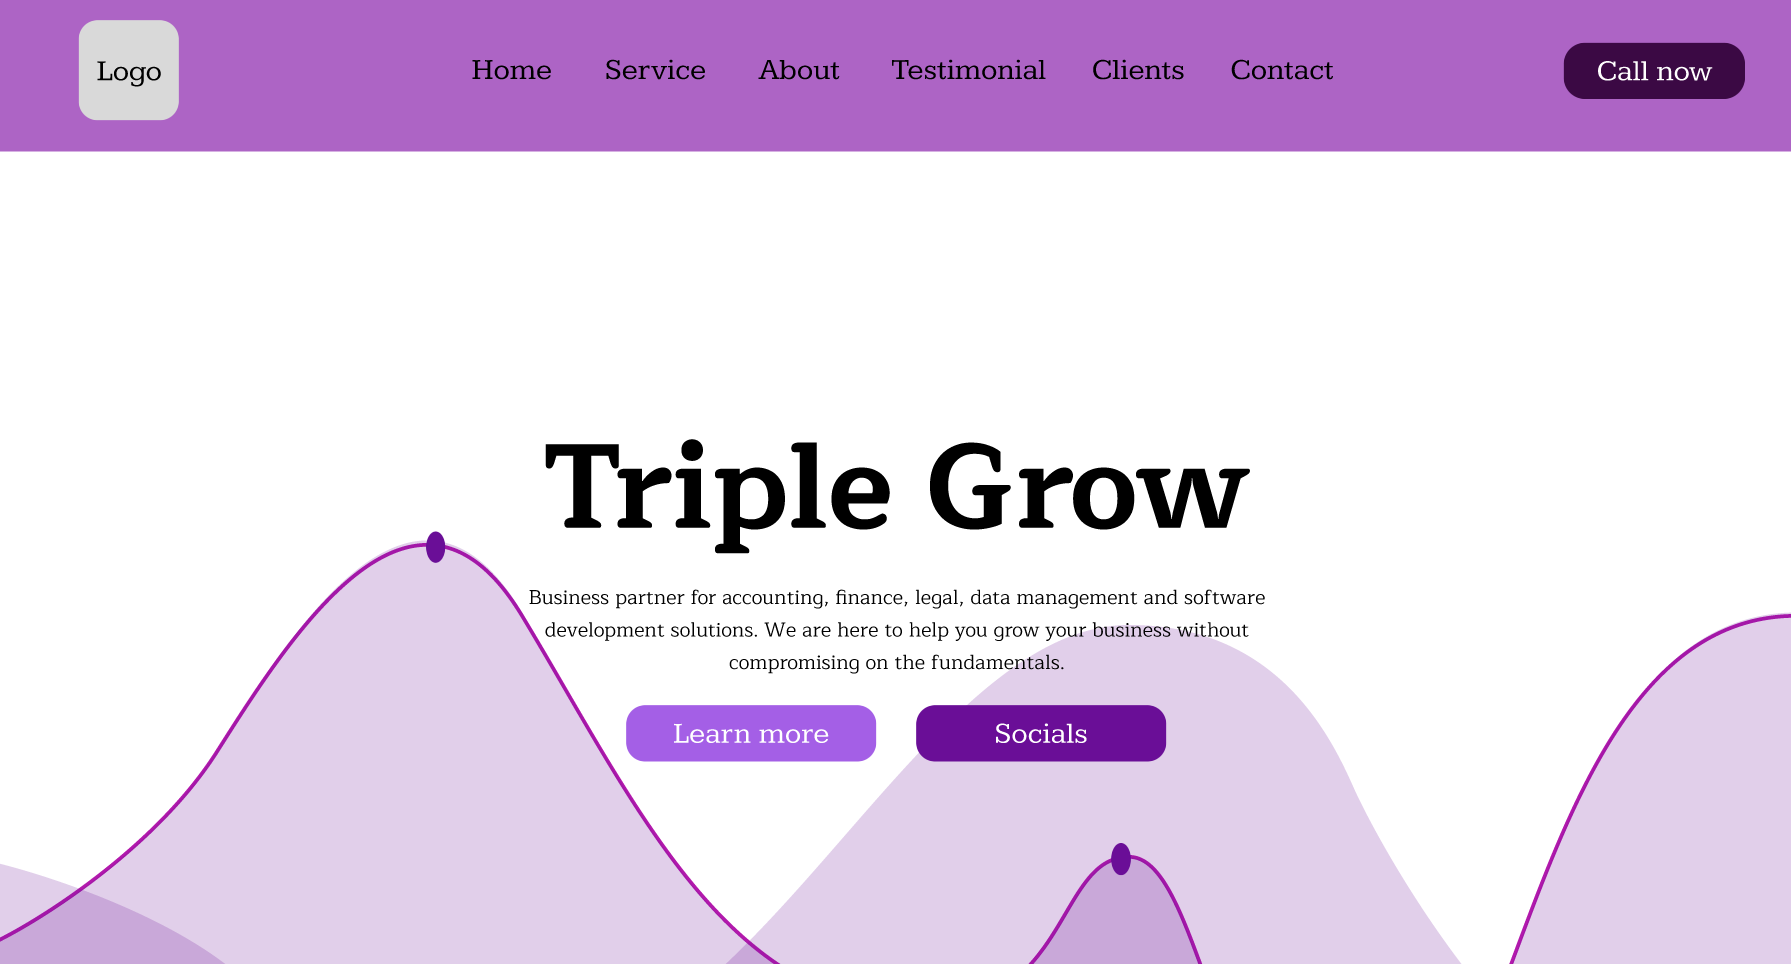 Logo
Home Service About Testimonial Clients Contact
Call now
Triple Grow
Business partner for accounting, finance, legal, data management and software
development solutions. We are here to help you grow your business without
compromising on the fundamentals.
Learn more Socials